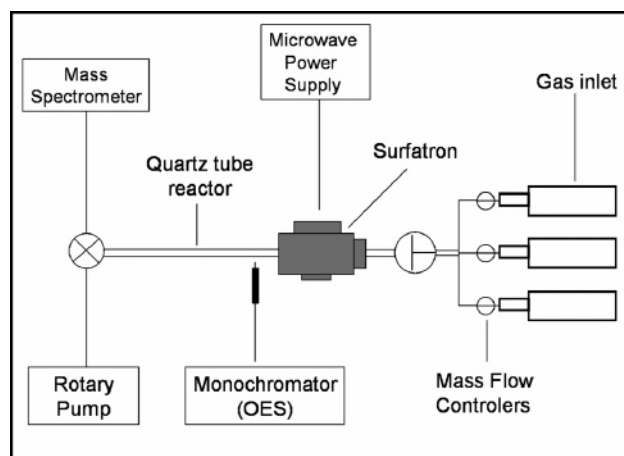 Microwave
Power
Supply
Mass
Spectrometer
Gas inlet
Quartz tube
reactor
Surfatron
Rotary
Pump
Monochromator
(OES)
Mass Flow
Controlers